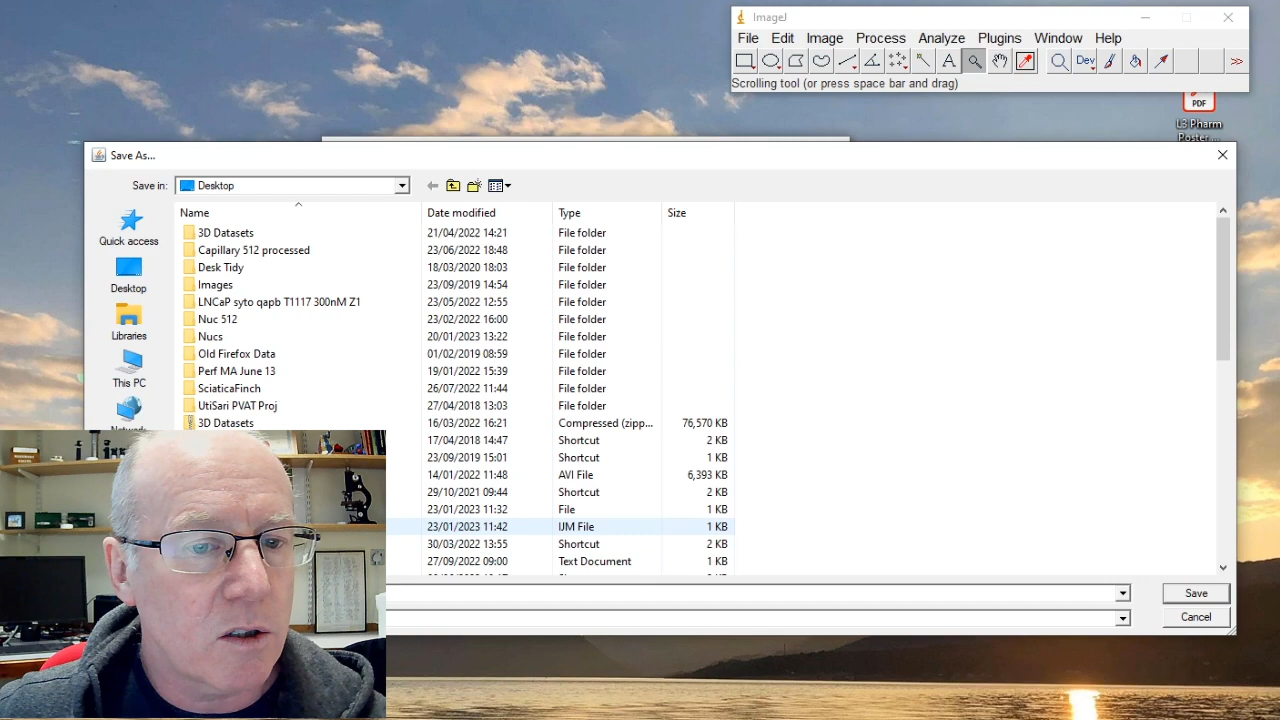 ImageJ
File Edit Image Process Analyze Plugins Window Help
A Dev >>
Scrolling tool (or press space bar and drag)
PDF
L3 Pharm
Poster ...
Save As...
Save in: Desktop
Name Date modified Type Size
Quick access
Desktop
Libraries
This PC
3D Datasets 21/04/2022 14:21 File folder
Capillary 512 processed 23/06/2022 18:48 File folder
Desk Tidy 18/03/2020 18:03 File folder
Images 23/09/2019 14:54 File folder
LNCaP syto qapb T1117 300nM Z1 23/05/2022 12:55 File folder
Nuc 512 23/02/2022 16:00 File folder
Nucs 20/01/2023 13:22 File folder
Old Firefox Data 01/02/2019 08:59 File folder
Perf MA June 13 19/01/2022 15:39 File folder
SciaticaFinch 26/07/2022 11:44 File folder
UtiSari PVAT Proj 27/04/2018 13:03 File folder
3D Datasets 16/03/2022 16:21 Compressed (zipp... 76,570 KB
17/04/2018 14:47 Shortcut 2 KB
23/09/2019 15:01 Shortcut 1 KB
14/01/2022 11:48 AVI File 6,393 KB
29/10/2021 09:44 Shortcut 2 KB
23/01/2023 11:32 File 1 KB
23/01/2023 11:42 IJM File 1 KB
30/03/2022 13:55 Shortcut 2 KB
27/09/2022 09:00 Text Document 1 KB
Save
Cancel